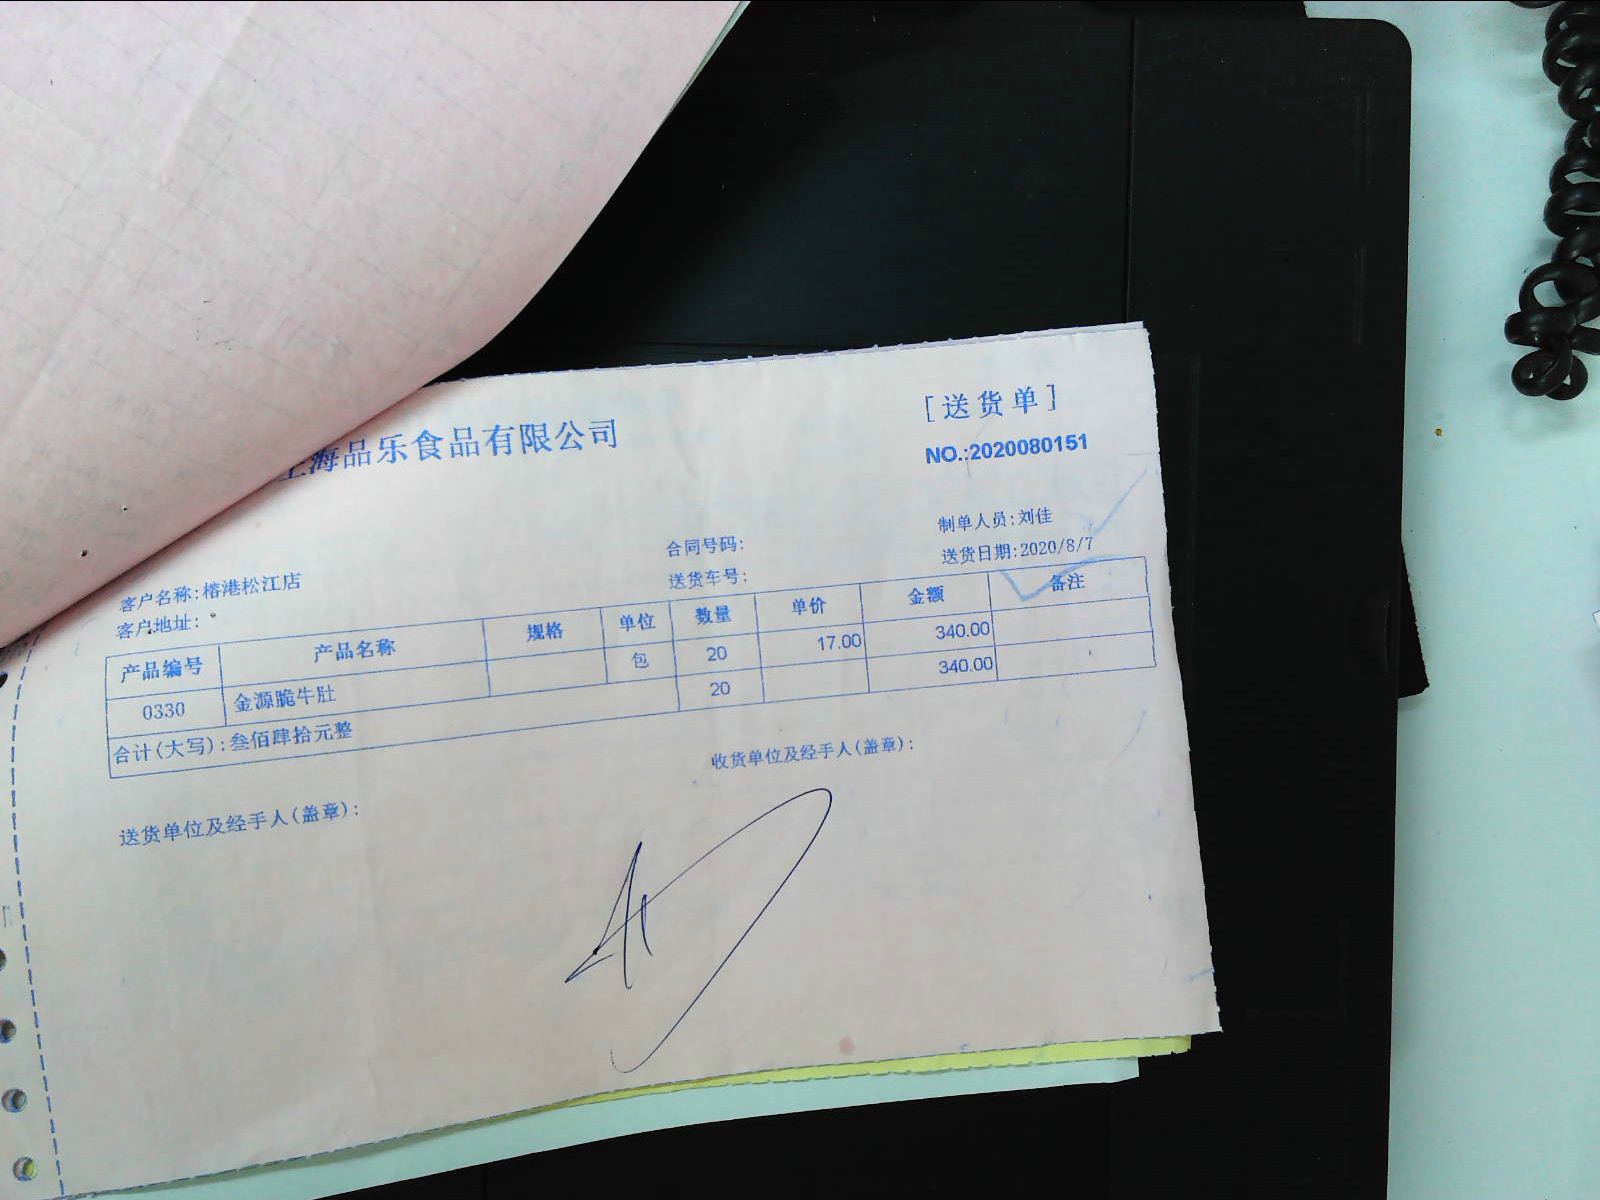 上海品乐食品有限公司
[送货单]
NO.:2020080151
制单人员:刘佳
合同号码:
送货日期:2020/8/7
客户名称:榕港松江店
送货车号:
客户地址:
产品编号 产品名称 规格 单位 数量 单价 金额 备注
0330 金源脆牛肚 包 20 17.00 340.00
合计(大写):叁佰肆拾元整 20 340.00
送货单位及经手人(盖章): 收货单位及经手人(盖章):